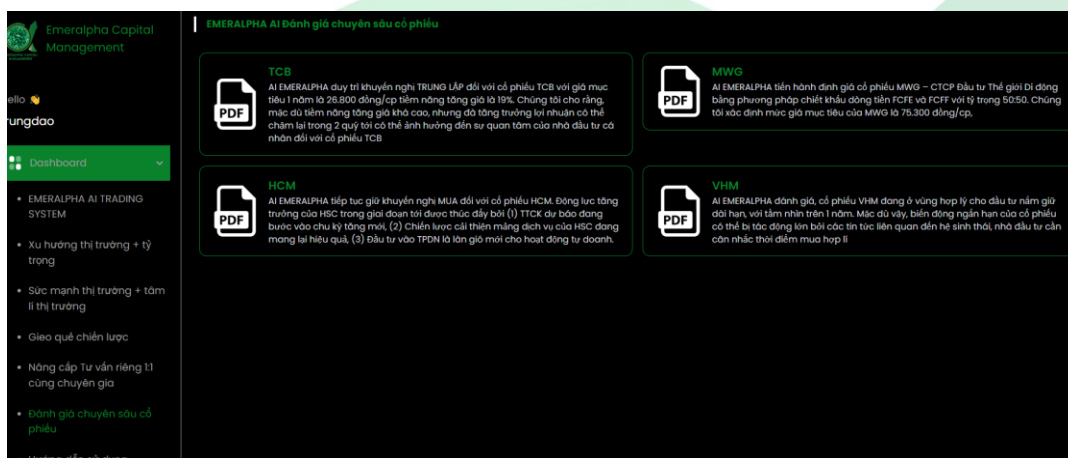 Emeralpha Capital
Management
ello 👋
rungdao
Dashboard
• EMERALPHA AI TRADING
SYSTEM
• Xu hướng thị trường + tỷ
trọng
• Sức mạnh thị trường + tâm
lí thị trường
• Gieo quẻ chiến lược
• Nâng cấp Tư vấn riêng 1:1
cùng chuyên gia
• Đánh giá chuyên sâu cổ
phiếu
• Hướng dẫn sử dụng
EMERALPHA AI Đánh giá chuyên sâu cổ phiếu
PDF
TCB
AI EMERALPHA duy trì khuyến nghị TRUNG LẬP đối với cổ phiếu TCB với giá mục
tiêu 1 năm là 26.800 đồng/cp tiềm năng tăng giá là 19%. Chúng tôi cho rằng,
mặc dù tiềm năng tăng giá khá cao, nhưng đà tăng trưởng lợi nhuận có thể
chậm lại trong 2 quý tới có thể ảnh hưởng đến sự quan tâm của nhà đầu tư cá
nhân đối với cổ phiếu TCB
PDF
MWG
AI EMERALPHA tiến hành định giá cổ phiếu MWG – CTCP Đầu tư Thế giới Di động
bằng phương pháp chiết khấu dòng tiền FCFE và FCFF với tỷ trọng 50:50. Chúng
tôi xác định mức giá mục tiêu của MWG là 75.300 đồng/cp,
PDF
HCM
AI EMERALPHA tiếp tục giữ khuyến nghị MUA đối với cổ phiếu HCM. Động lực tăng
trưởng của HSC trong giai đoạn tới được thúc đẩy bởi (1) TTCK dự báo đang
bước vào chu kỳ tăng mới, (2) Chiến lược cải thiện mảng dịch vụ của HSC đang
mang lại hiệu quả, (3) Đầu tư vào TPDN là làn gió mới cho hoạt động tự doanh.
PDF
VHM
AI EMERALPHA đánh giá, cổ phiếu VHM đang ở vùng hợp lý cho đầu tư nắm giữ
dài hạn, với tầm nhìn trên 1 năm. Mặc dù vậy, biến động ngắn hạn của cổ phiếu
có thể bị tác động lớn bởi các tin tức liên quan đến hệ sinh thái, nhà đầu tư cần
cân nhắc thời điểm mua hợp lí